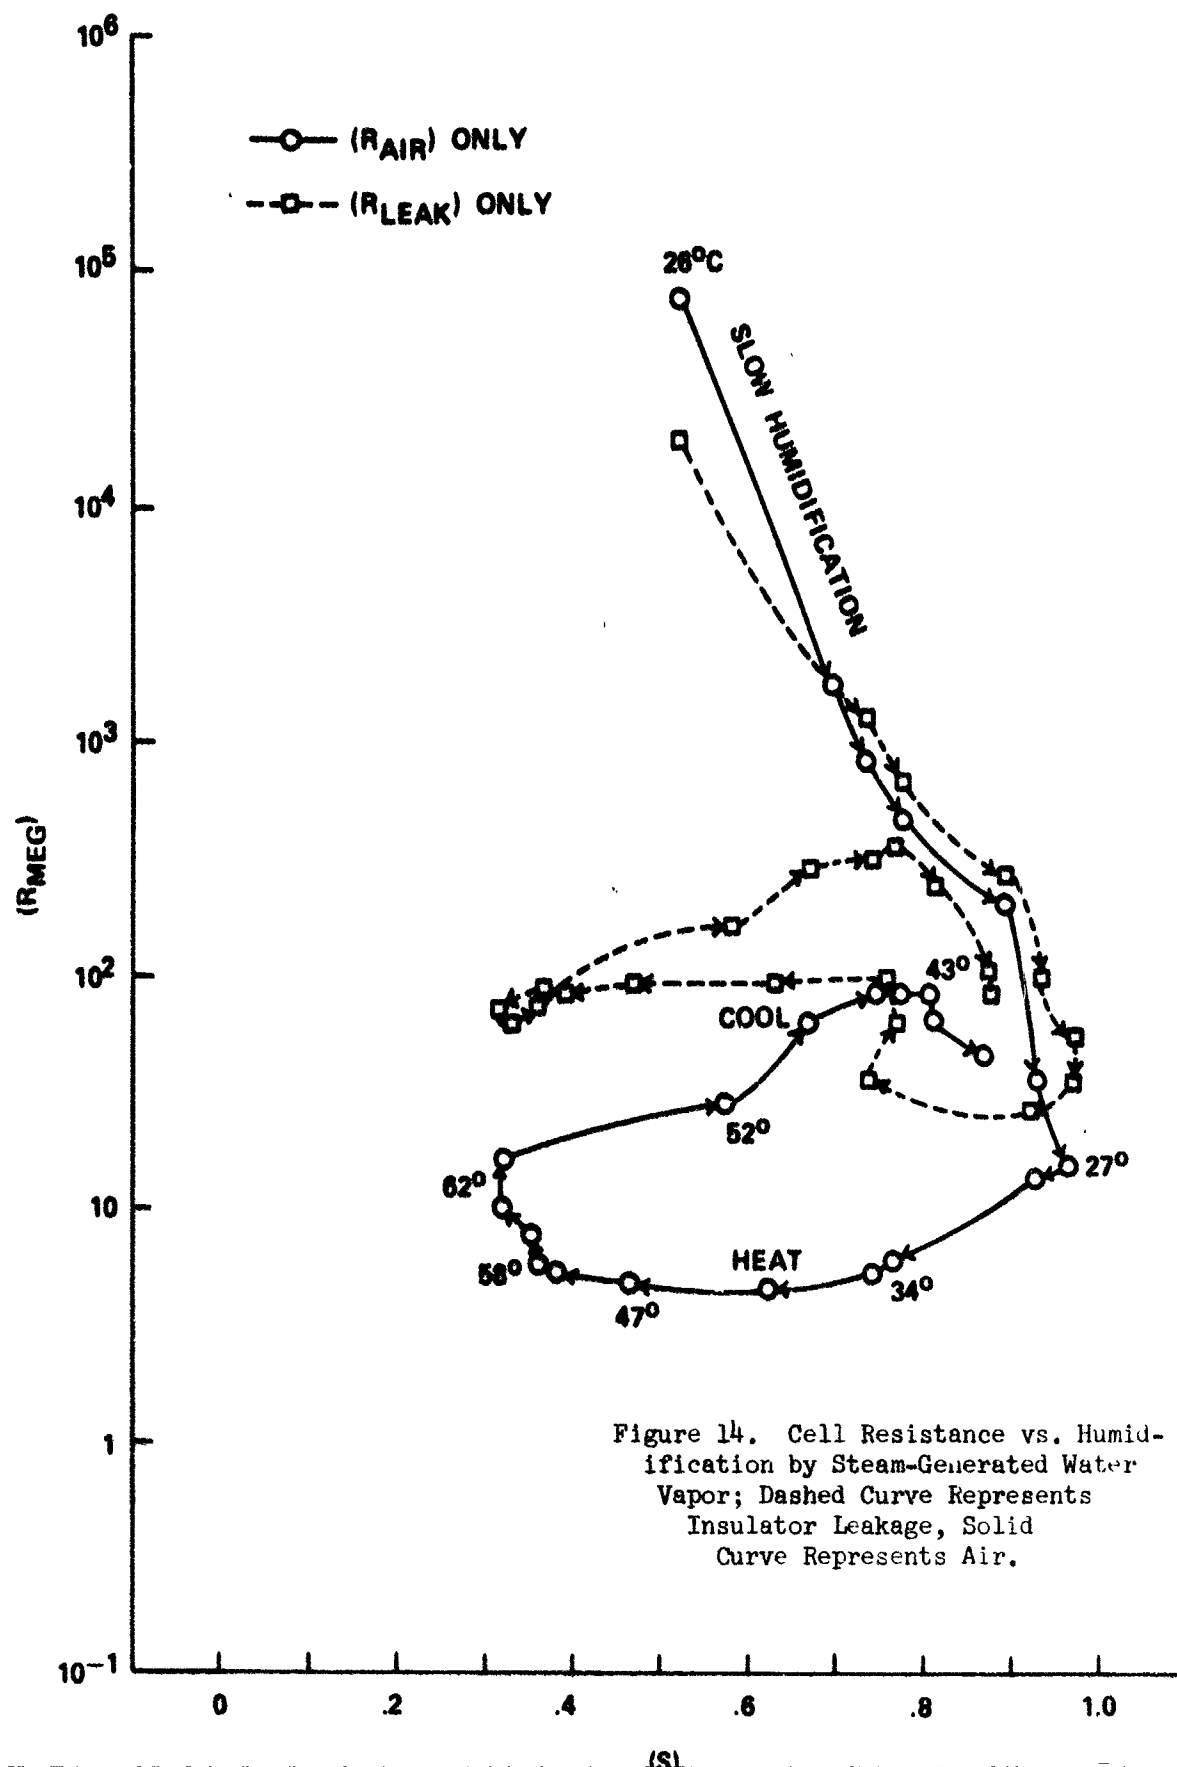 10⁶
(R_AIR) ONLY
(R_LEAK) ONLY
10⁵
26°C
SLOW HUMIDIFICATION
10⁴
10³
(R_MEG)
10²
43°
COOL
52°
62°
27°
10
HEAT
58°
34°
47°
Figure 14. Cell Resistance vs. Humid-
ification by Steam-Generated Water
Vapor; Dashed Curve Represents
Insulator Leakage, Solid
Curve Represents Air.
1
10⁻¹
0 .2 .4 .6 .8 1.0
(S)